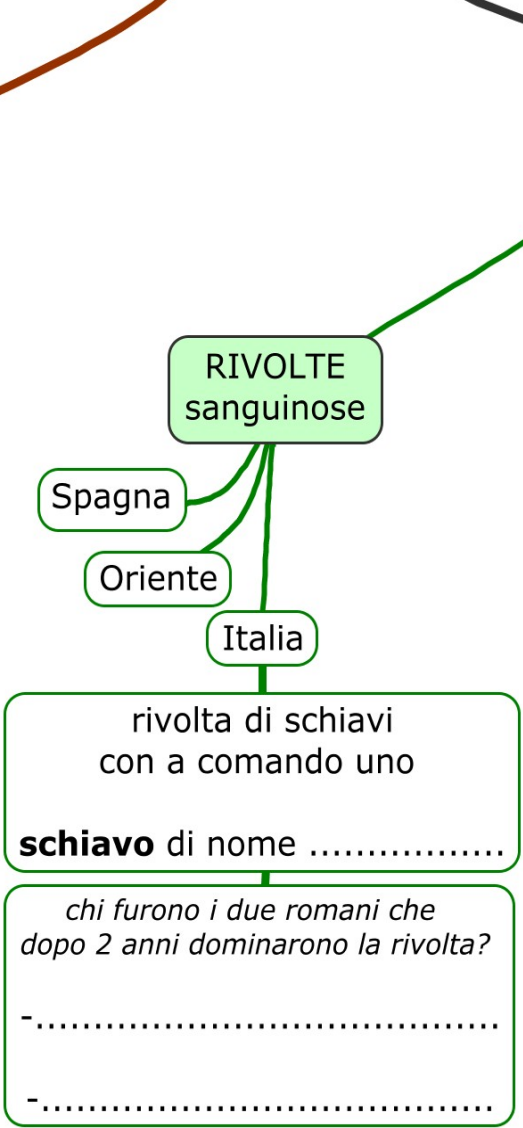 RIVOLTE
sanguinose
Spagna
Oriente
Italia
rivolta di schiavi
con a comando uno
schiavo di nome .................
chi furono i due romani che
dopo 2 anni dominarono la rivolta?
-........................................
-.......................................